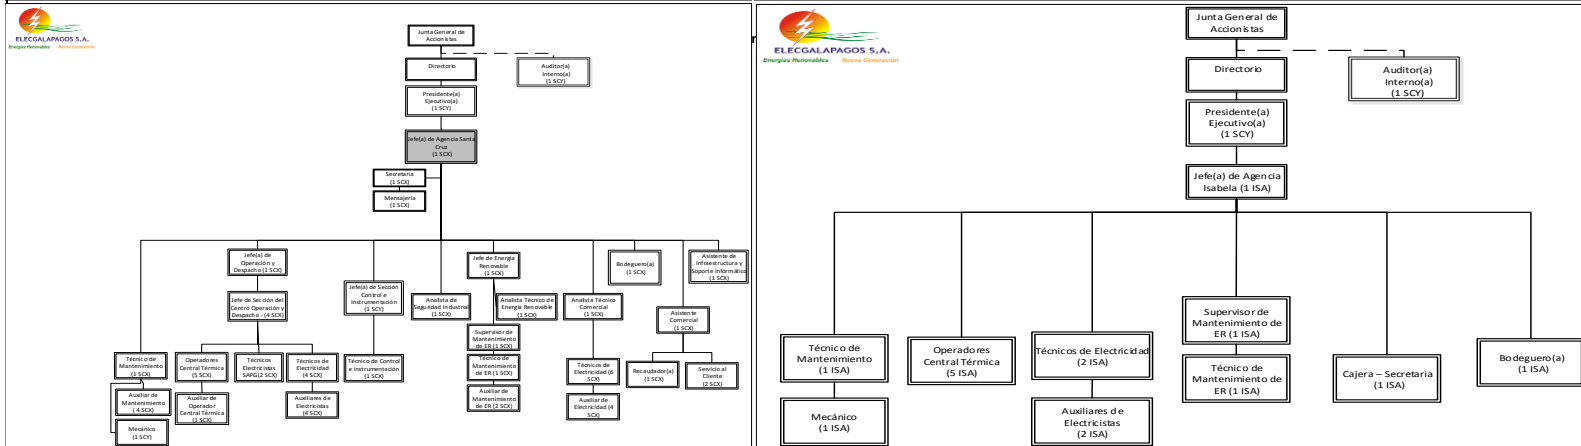 ELECGALAPAGOS S.A.
Energías Renovables Nueva Generación
Junta General de
Accionistas
Directorio
Auditor(a)
Interno(a)
(1 SCY)
Presidente(a)
Ejecutivo(a)
(1 SCY)
Jefe(a) de Agencia Santa
Cruz
(1 SCX)
Secretaria
(1 SCX)
Mensajería
(1 SCX)
Jefe(a) de
Operación y
Despacho (1 SCX)
Jefe de Sección del
Centro Operación y
Despacho - (4 SCX)
Jefe(a) de Sección
Control e
Instrumentación
(1 SCY)
Analista de
Seguridad Industrial
(1 SCX)
Jefe de Energía
Renovable
(1 SCX)
Analista Técnico de
Energía Renovable
(1 SCX)
Analista Técnico
Comercial
(1 SCX)
Bodeguero(a)
(1 SCX)
Asistente de
Infraestructura y
Soporte Informático
(1 SCX)
Asistente
Comercial
(1 SCX)
Técnico de
Mantenimiento
(1 SCX)
Operadores
Central Térmica
(5 SCX)
Técnicos
Electricistas
SAPG(2 SCX)
Técnicos de
Electricidad
(4 SCX)
Técnico de Control
e Instrumentación
(1 SCX)
Supervisor de
Mantenimiento
de ER (1 SCX)
Técnico de
Mantenimiento
de ER (1 SCX)
Auxiliar de
Mantenimiento
de ER (2 SCX)
Técnicos de
Electricidad (6
SCX)
Recaudador(a)
(1 SCX)
Servicio al
Cliente
(2 SCX)
Auxiliar de
Mantenimiento
( 4 SCX)
Auxiliar de
Operador
Central Térmica
(1 SCX)
Auxiliares de
Electricistas
(4 SCX)
Auxiliar de
Electricidad (4
SCX)
Mecánico
(1 SCY)
ELECGALAPAGOS S.A.
Energías Renovables Nueva Generación
Junta General de
Accionistas
Directorio
Auditor(a)
Interno(a)
(1 SCY)
Presidente(a)
Ejecutivo(a)
(1 SCY)
Jefe(a) de Agencia
Isabela (1 ISA)
Técnico de
Mantenimiento
(1 ISA)
Operadores
Central Térmica
(5 ISA)
Técnicos de Electricidad
(2 ISA)
Supervisor de
Mantenimiento de
ER (1 ISA)
Técnico de
Mantenimiento de
ER (1 ISA)
Cajera – Secretaria
(1 ISA)
Bodeguero(a)
(1 ISA)
Mecánico
(1 ISA)
Auxiliares de
Electricistas
(2 ISA)